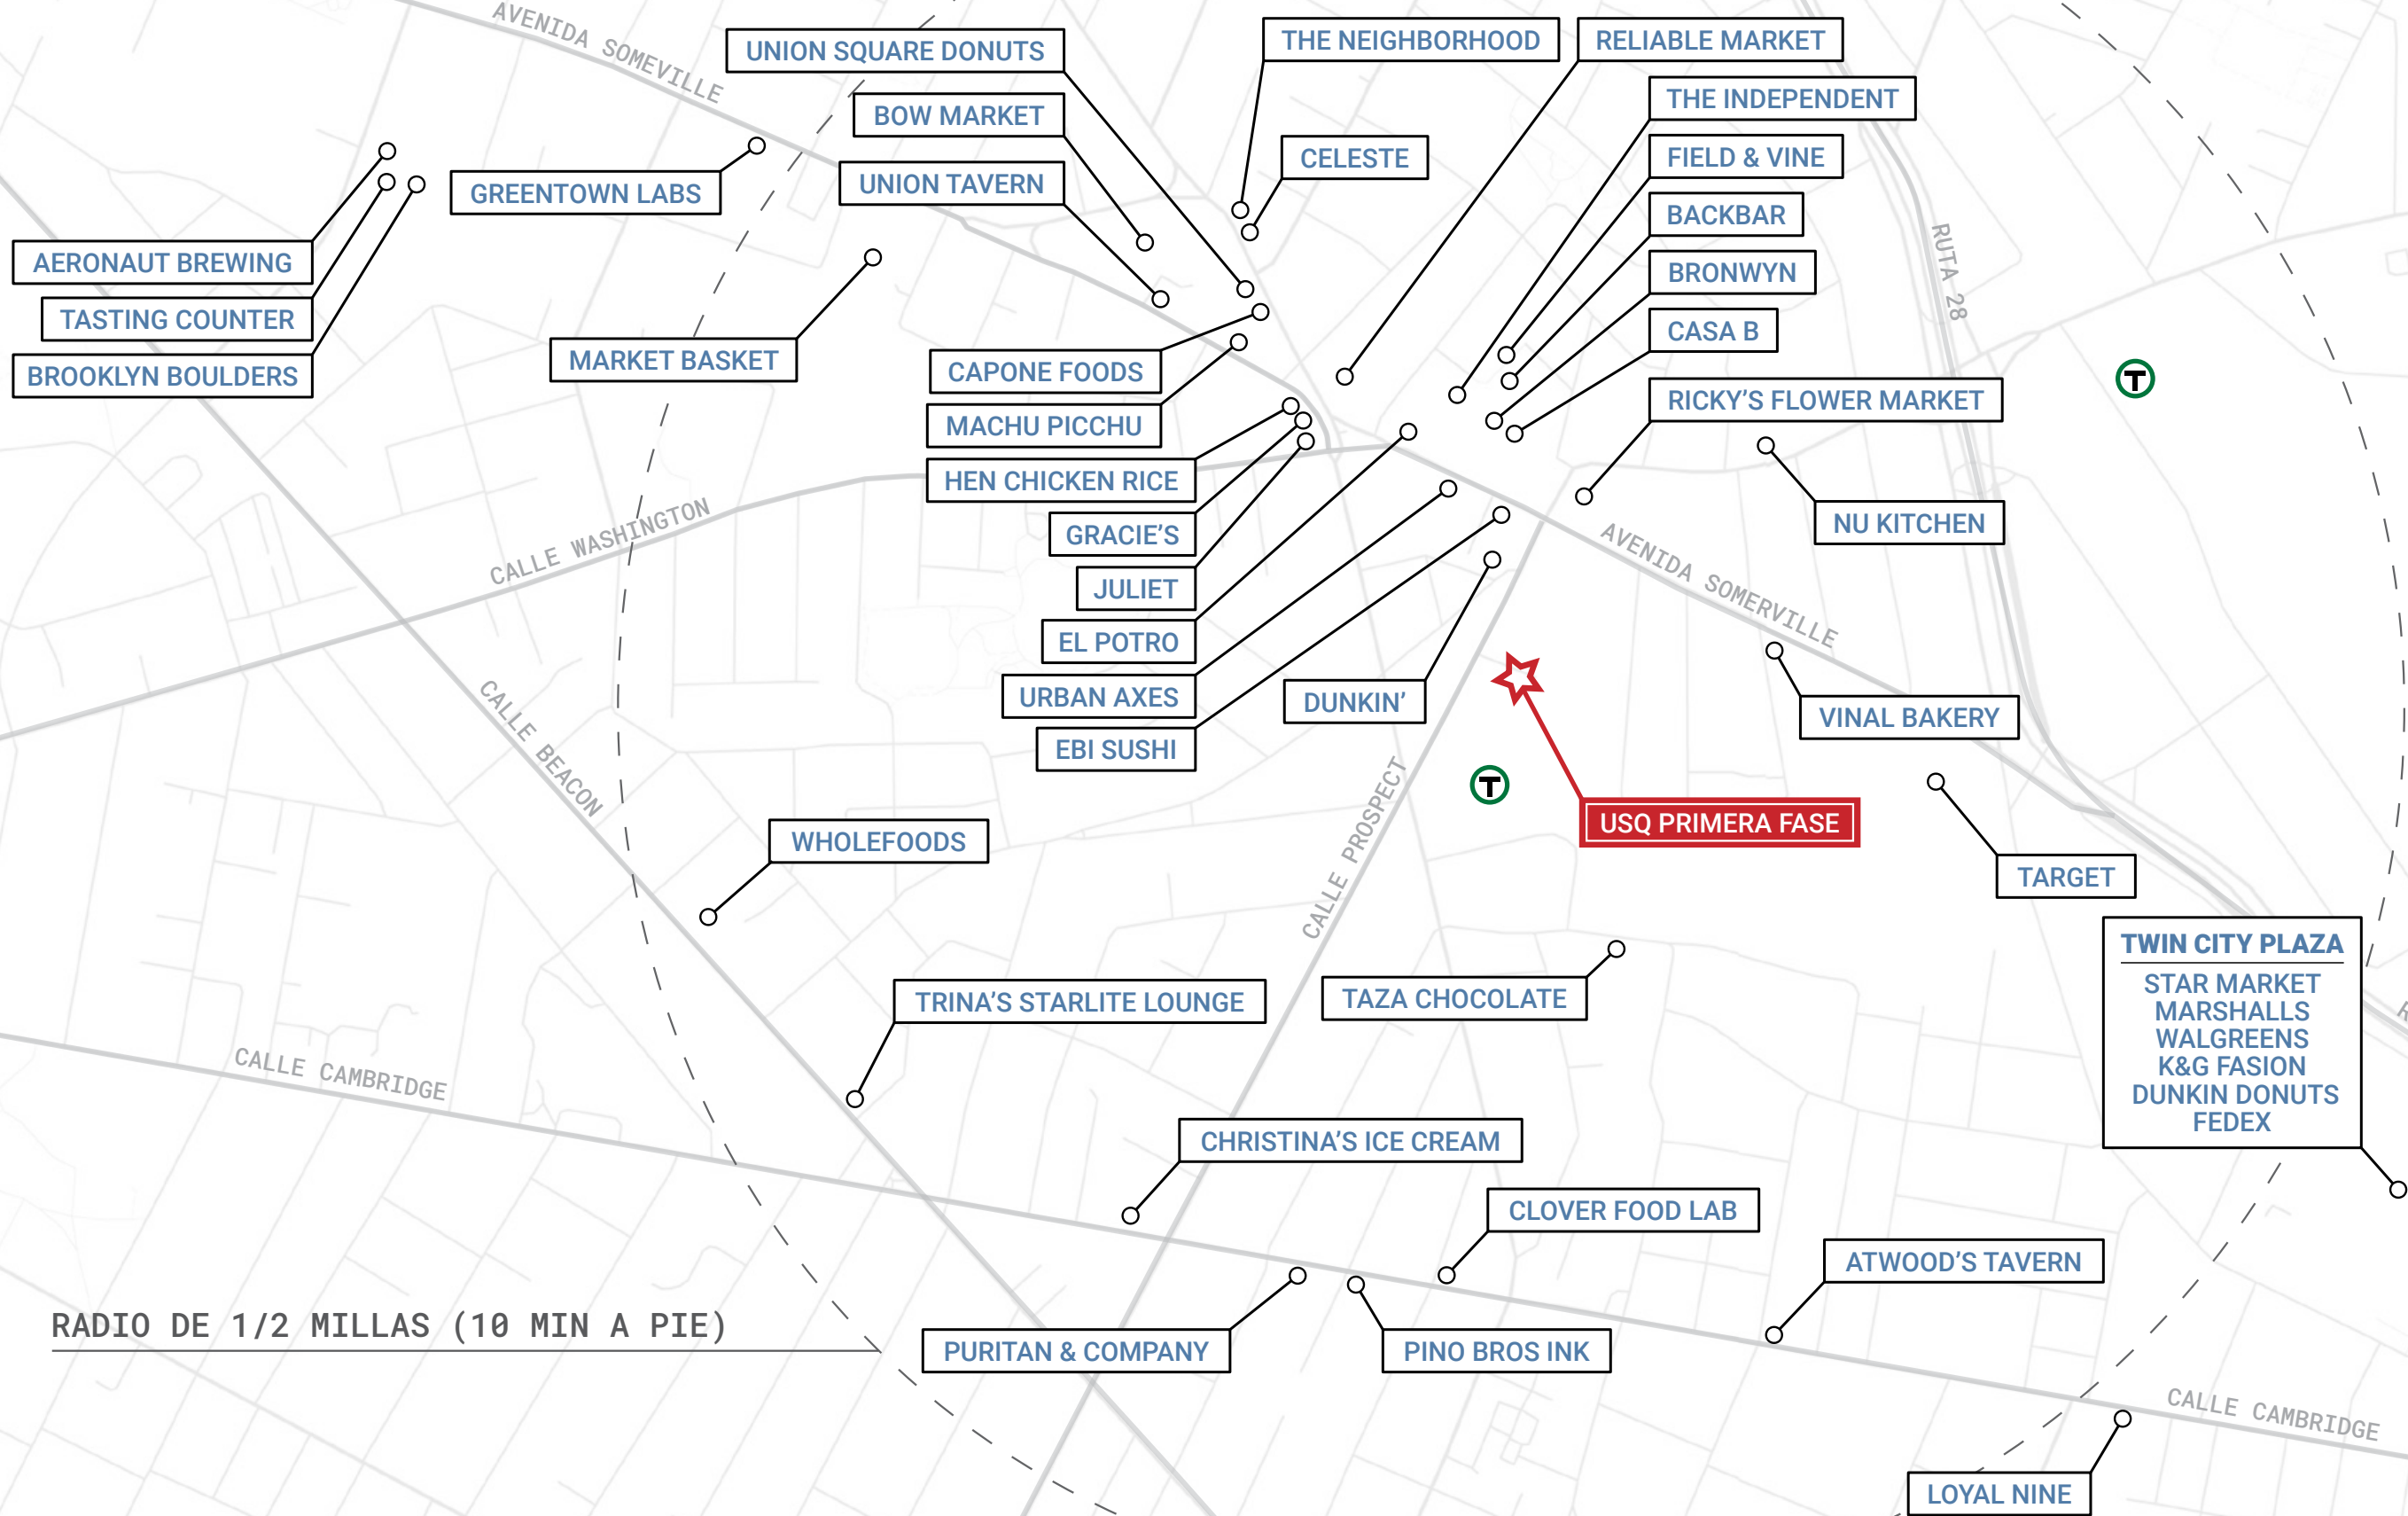 AVENIDA SOMEVILLE
UNION SQUARE DONUTS
THE NEIGHBORHOOD
RELIABLE MARKET
THE INDEPENDENT
BOW MARKET
FIELD & VINE
CELESTE
UNION TAVERN
GREENTOWN LABS
BACKBAR
RUTA 28
AERONAUT BREWING
BRONWYN
TASTING COUNTER
CASA B
MARKET BASKET
BROOKLYN BOULDERS
CAPONE FOODS
T
RICKY’S FLOWER MARKET
MACHU PICCHU
HEN CHICKEN RICE
NU KITCHEN
GRACIE’S
CALLE WASHINGTON
AVENIDA SOMERVILLE
JULIET
EL POTRO
URBAN AXES
DUNKIN’
VINAL BAKERY
EBI SUSHI
CALLE BEACON
T
USQ PRIMERA FASE
CALLE PROSPECT
WHOLEFOODS
TARGET
TWIN CITY PLAZA
STAR MARKET
MARSHALLS
WALGREENS
K&G FASION
DUNKIN DONUTS
FEDEX
TRINA’S STARLITE LOUNGE
TAZA CHOCOLATE
CALLE CAMBRIDGE
CHRISTINA’S ICE CREAM
CLOVER FOOD LAB
ATWOOD’S TAVERN
RADIO DE 1/2 MILLAS (10 MIN A PIE)
PURITAN & COMPANY
PINO BROS INK
CALLE CAMBRIDGE
LOYAL NINE